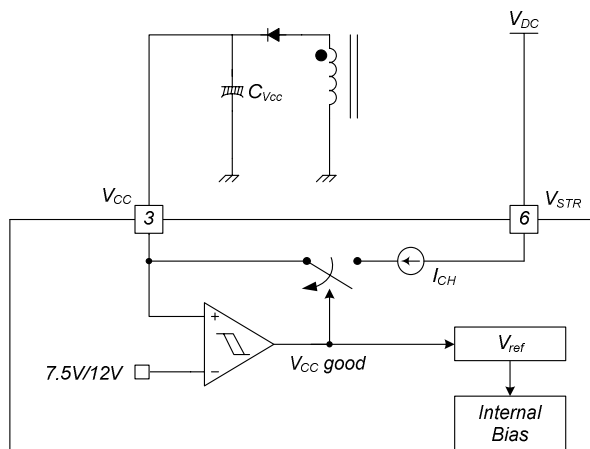 V_DC
C_Vcc
V_CC
3
6
V_STR
I_CH
+
7.5V/12V
−
V_CC good
V_ref
Internal
Bias